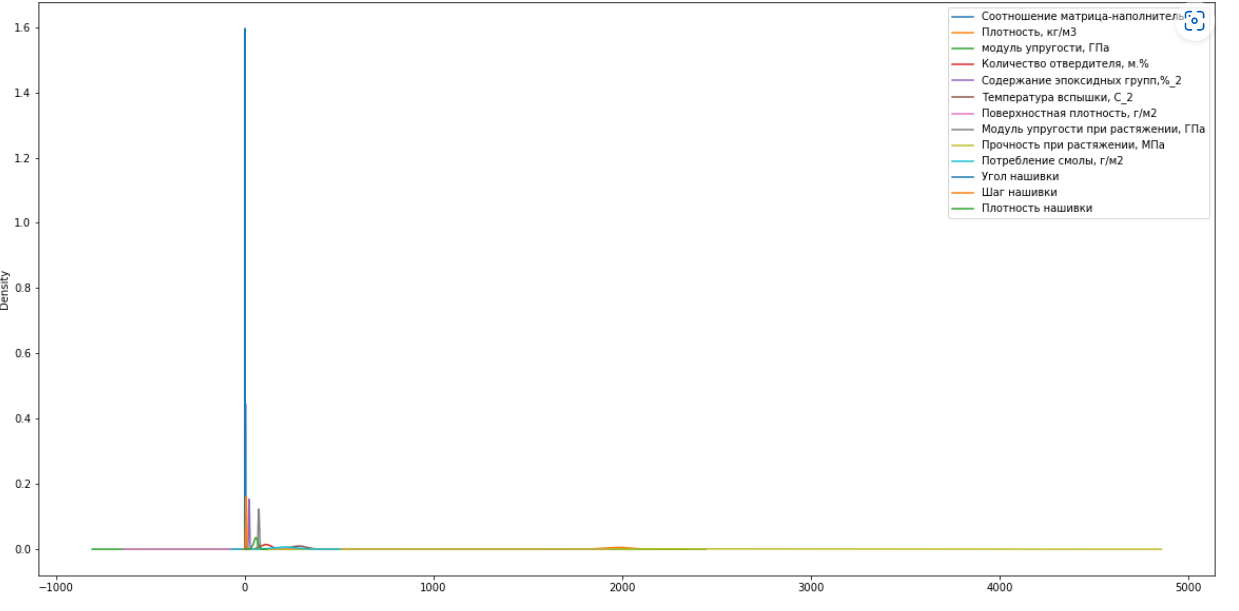 1.6
1.4
1.2
1.0
0.8
0.6
0.4
0.2
0.0
Density
−1000
0
1000
2000
3000
4000
5000
Соотношение матрица-наполнитель
Плотность, кг/м3
модуль упругости, ГПа
Количество отвердителя, м.%
Содержание эпоксидных групп,%_2
Температура вспышки, С_2
Поверхностная плотность, г/м2
Модуль упругости при растяжении, ГПа
Прочность при растяжении, МПа
Потребление смолы, г/м2
Угол нашивки
Шаг нашивки
Плотность нашивки